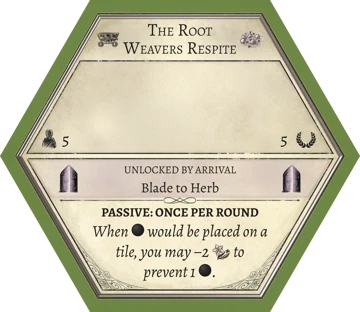 The Root
Weavers Respite
5
5
UNLOCKED BY ARRIVAL
Blade to Herb
PASSIVE: ONCE PER ROUND
When would be placed on a
tile, you may −2 to
prevent 1 .